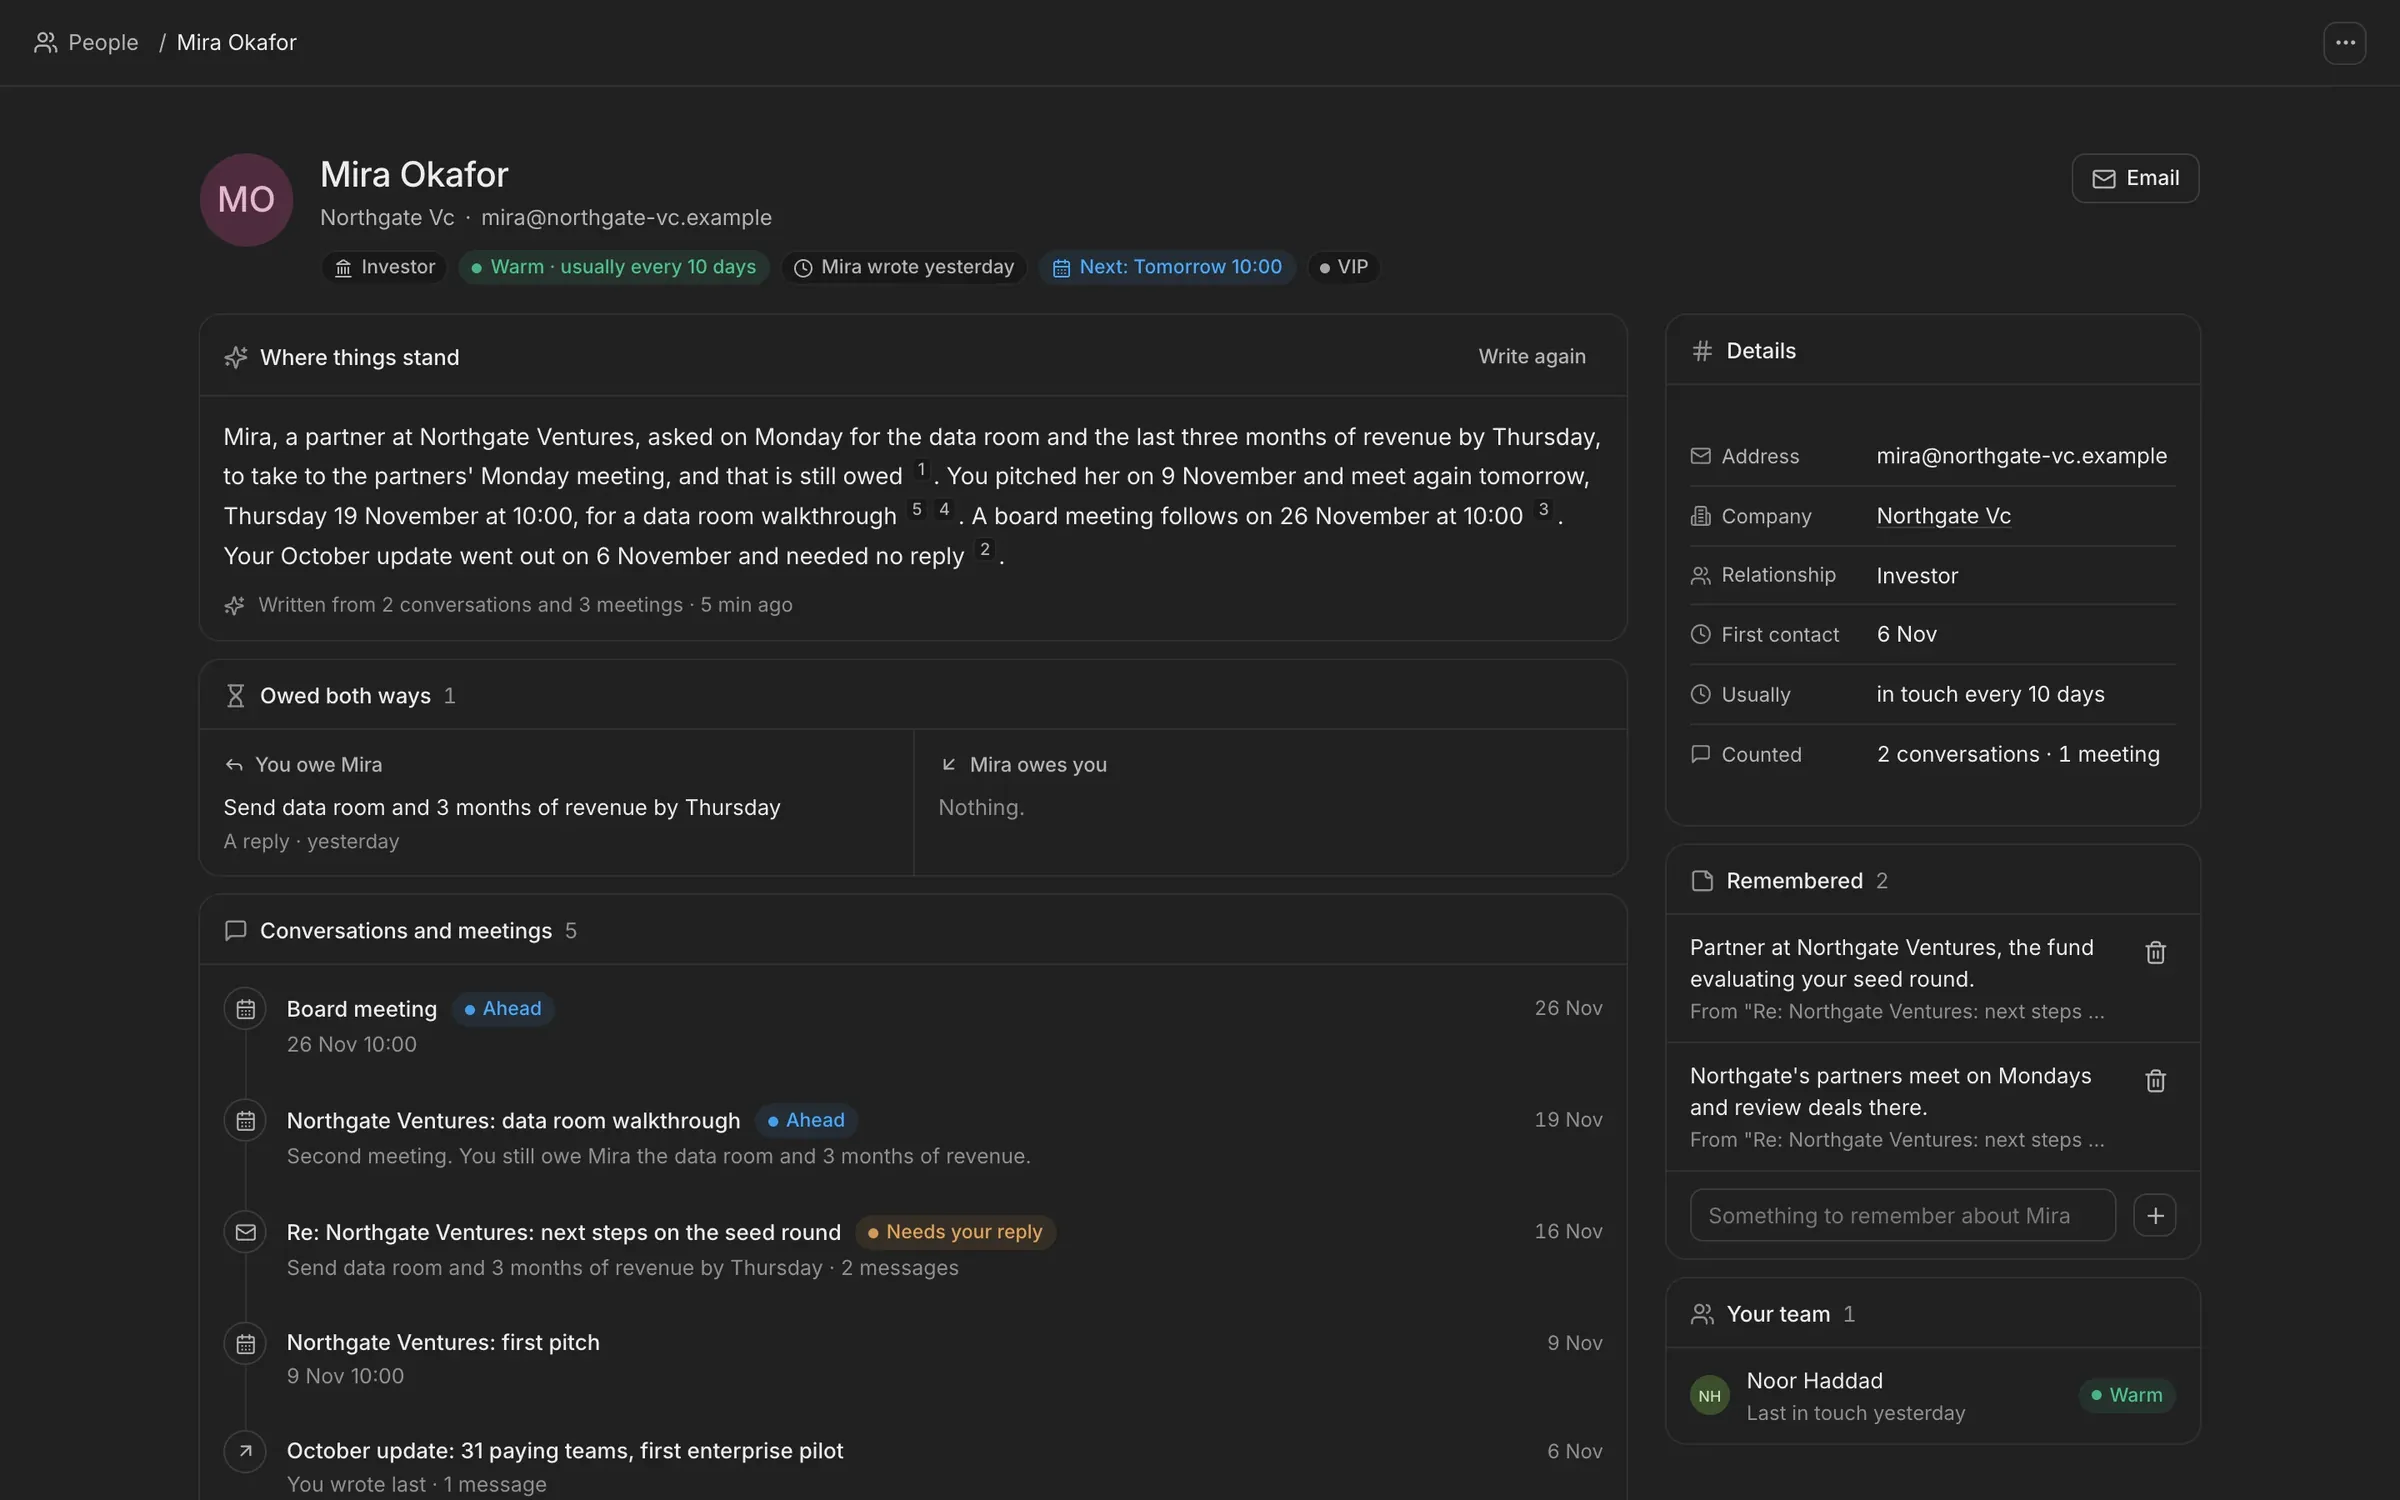 People / Mira Okafor
MO
Mira Okafor
Northgate Vc · mira@northgate-vc.example
Email
Investor
Warm · usually every 10 days
Mira wrote yesterday
Next: Tomorrow 10:00
VIP
Where things stand
Write again
Mira, a partner at Northgate Ventures, asked on Monday for the data room and the last three months of revenue by Thursday,
to take to the partners' Monday meeting, and that is still owed 1. You pitched her on 9 November and meet again tomorrow,
Thursday 19 November at 10:00, for a data room walkthrough 5 4. A board meeting follows on 26 November at 10:00 3.
Your October update went out on 6 November and needed no reply 2.
Written from 2 conversations and 3 meetings · 5 min ago
Owed both ways 1
You owe Mira
Send data room and 3 months of revenue by Thursday
A reply · yesterday
Mira owes you
Nothing.
Conversations and meetings 5
Board meeting
Ahead
26 Nov
26 Nov 10:00
Northgate Ventures: data room walkthrough
Ahead
19 Nov
Second meeting. You still owe Mira the data room and 3 months of revenue.
Re: Northgate Ventures: next steps on the seed round
Needs your reply
16 Nov
Send data room and 3 months of revenue by Thursday · 2 messages
Northgate Ventures: first pitch
9 Nov
9 Nov 10:00
October update: 31 paying teams, first enterprise pilot
6 Nov
You wrote last · 1 message
Details
Address mira@northgate-vc.example
Company Northgate Vc
Relationship Investor
First contact 6 Nov
Usually in touch every 10 days
Counted 2 conversations · 1 meeting
Remembered 2
Partner at Northgate Ventures, the fund
evaluating your seed round.
From "Re: Northgate Ventures: next steps ...
Northgate's partners meet on Mondays
and review deals there.
From "Re: Northgate Ventures: next steps ...
Something to remember about Mira
Your team 1
NH
Noor Haddad
Warm
Last in touch yesterday